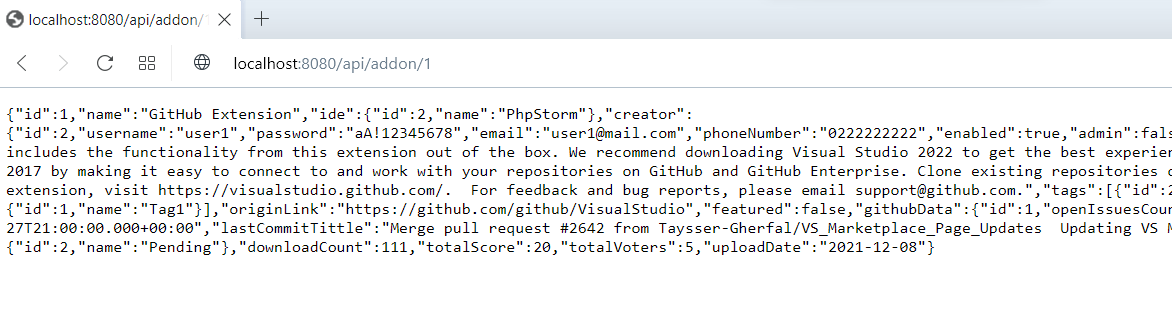 localhost:8080/api/addon/
localhost:8080/api/addon/1
{"id":1,"name":"GitHub Extension","ide":{"id":2,"name":"PhpStorm"},"creator":
{"id":2,"username":"user1","password":"aA!12345678","email":"user1@mail.com","phoneNumber":"0222222222","enabled":true,"admin":fals
includes the functionality from this extension out of the box. We recommend downloading Visual Studio 2022 to get the best experien
2017 by making it easy to connect to and work with your repositories on GitHub and GitHub Enterprise. Clone existing repositories o
extension, visit https://visualstudio.github.com/.  For feedback and bug reports, please email support@github.com.","tags":[{"id":2
{"id":1,"name":"Tag1"}],"originLink":"https://github.com/github/VisualStudio","featured":false,"githubData":{"id":1,"openIssuesCou
27T21:00:00.000+00:00","lastCommitTittle":"Merge pull request #2642 from Taysser-Gherfal/VS_Marketplace_Page_Updates  Updating VS M
{"id":2,"name":"Pending"},"downloadCount":111,"totalScore":20,"totalVoters":5,"uploadDate":"2021-12-08"}